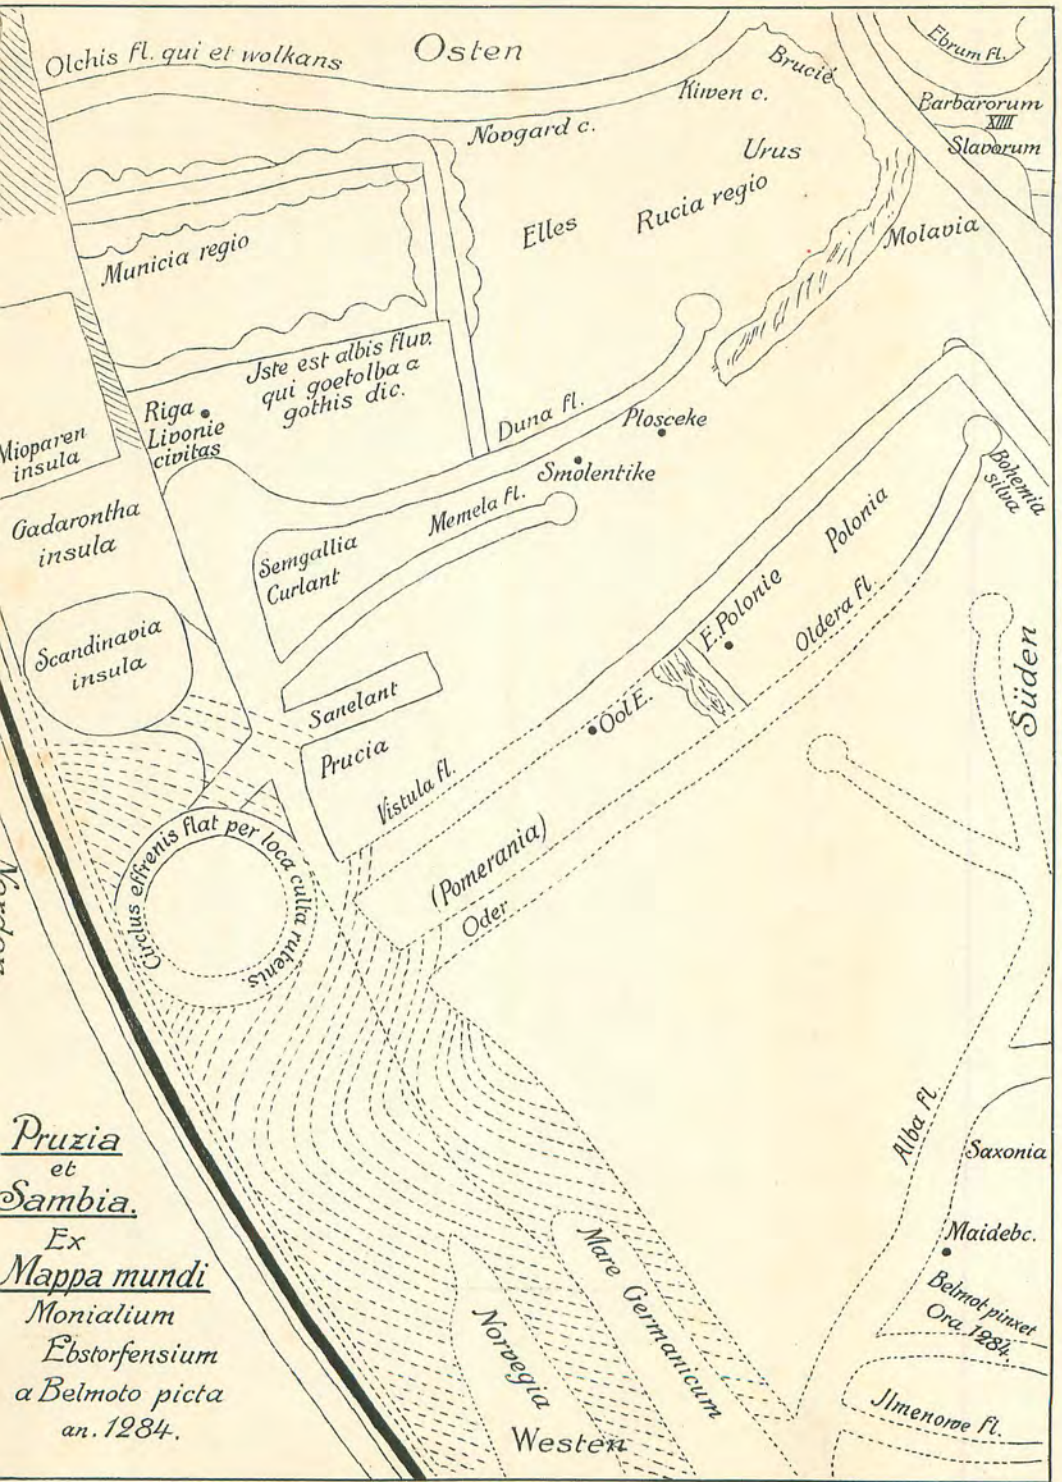 Olchis fl. qui et wolkans
Osten
Brucie
Ebrum fl.
Kiwen c.
Barbarorum
XIIII
Slavorum
Novgard c.
Urus
Elles
Rucia regio
Molavia
Municia regio
Jste est albis fluv.
qui goetolba a
gothis dic.
Riga
Livonie
civitas
Duna fl.
Plosceke
Mioparen
insula
Smolentike
Bohemia
silva
Memela fl.
Polonia
Gadarontha
insula
Semgallia
Curlant
E. Polonie
Oldera fl.
Scandinavia
insula
Süden
Sanelant
Ool E.
Prucia
Vistula fl.
Circlus effrenis flat per loca culta rutents.
(Pomerania)
Oder
Norden
Alba fl.
Saxonia
Pruzia
et
Sambia.
Ex
Mappa mundi
Monialium
Ebstorfensium
a Belmoto picta
an. 1284.
Maidebc.
Mare Germanicum
Belmot pinxet
Ora 1284
Norvegia
Jlmenowe fl.
Westen